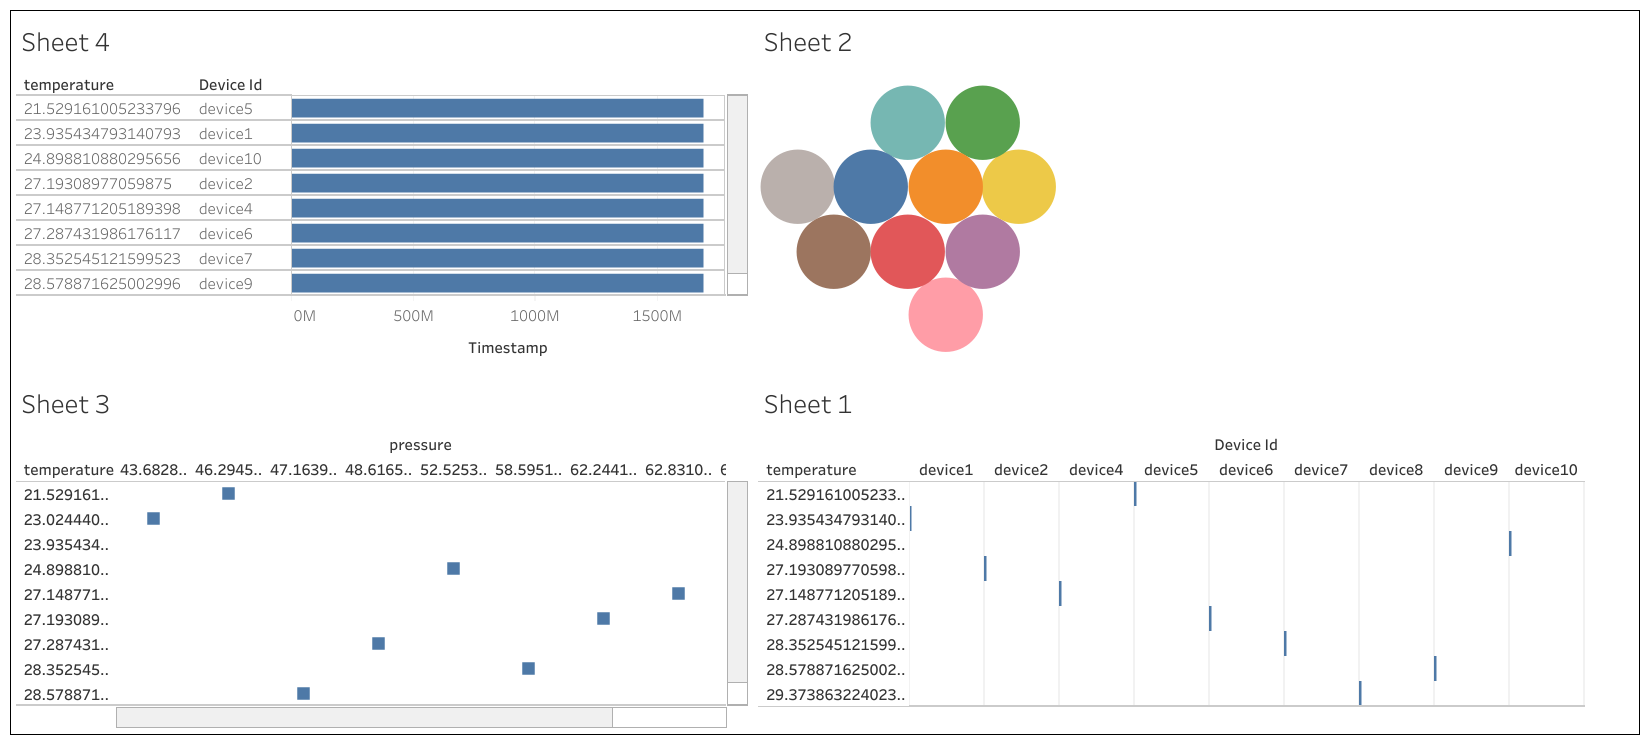 Sheet 4
temperature Device Id
21.529161005233796 device5
23.935434793140793 device1
24.898810880295656 device10
27.19308977059875 device2
27.148771205189398 device4
27.287431986176117 device6
28.352545121599523 device7
28.578871625002996 device9
0M 500M 1000M 1500M
Timestamp
Sheet 2
Sheet 3
pressure
temperature 43.6828.. 46.2945.. 47.1639.. 48.6165.. 52.5253.. 58.5951.. 62.2441.. 62.8310.. 6
21.529161..
23.024440..
23.935434..
24.898810..
27.148771..
27.193089..
27.287431..
28.352545..
28.578871..
Sheet 1
Device Id
temperature device1 device2 device4 device5 device6 device7 device8 device9 device10
21.529161005233..
23.935434793140..
24.898810880295..
27.193089770598..
27.148771205189..
27.287431986176..
28.352545121599..
28.578871625002..
29.373863224023..